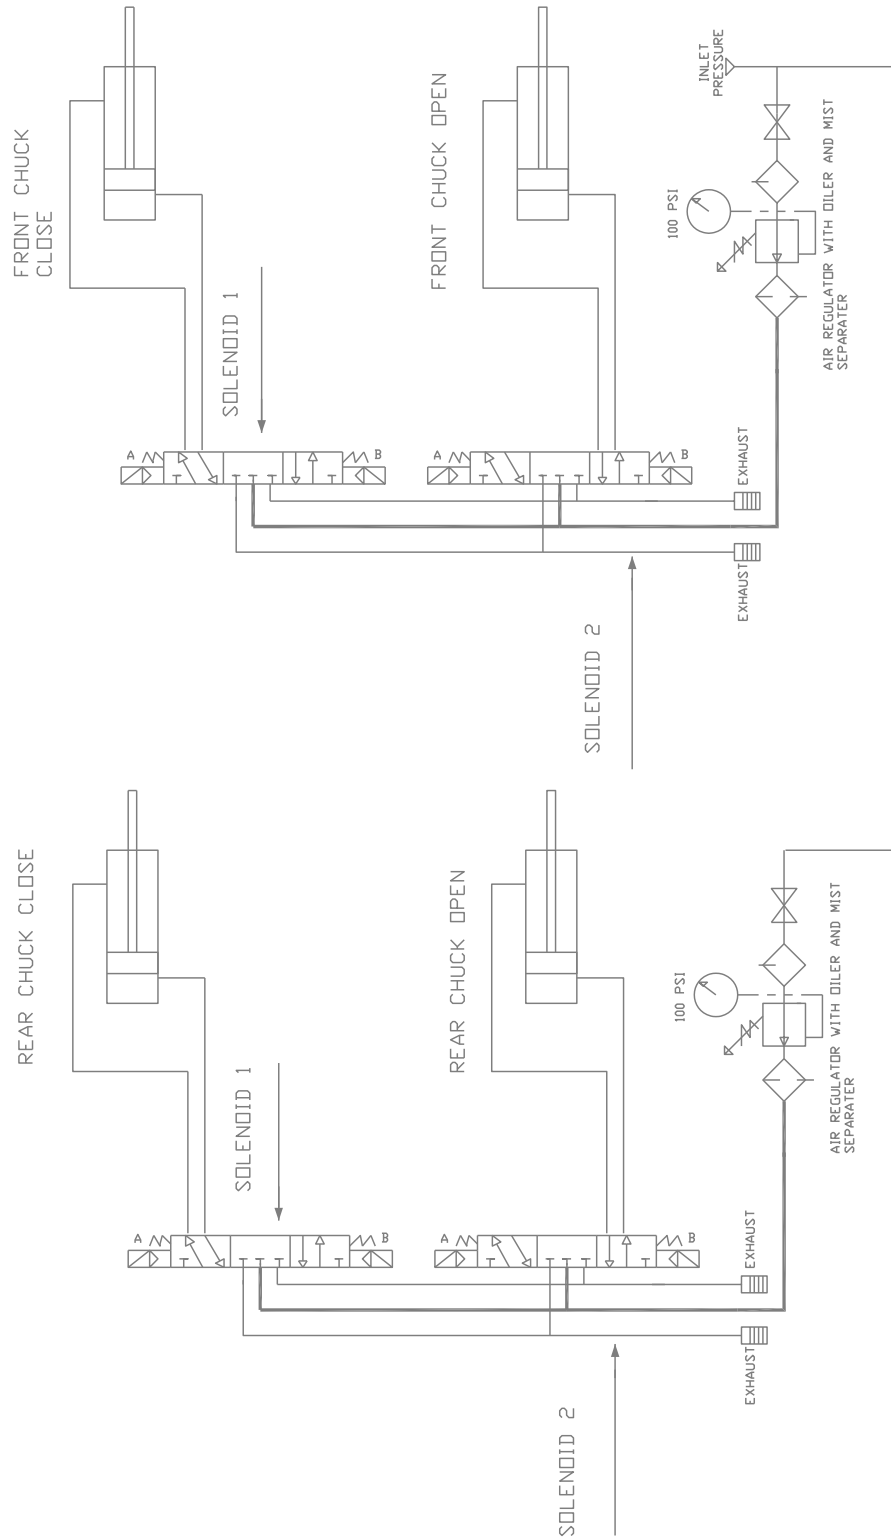 FRONT CHUCK
CLOSE
SOLENOID 1
A
B
FRONT CHUCK OPEN
A
B
SOLENOID 2
INLET
PRESSURE
100 PSI
AIR REGULATOR WITH OILER AND MIST
SEPARATER
EXHAUST
EXHAUST
REAR CHUCK CLOSE
SOLENOID 1
A
B
REAR CHUCK OPEN
A
B
SOLENOID 2
100 PSI
AIR REGULATOR WITH OILER AND MIST
SEPARATER
EXHAUST
EXHAUST